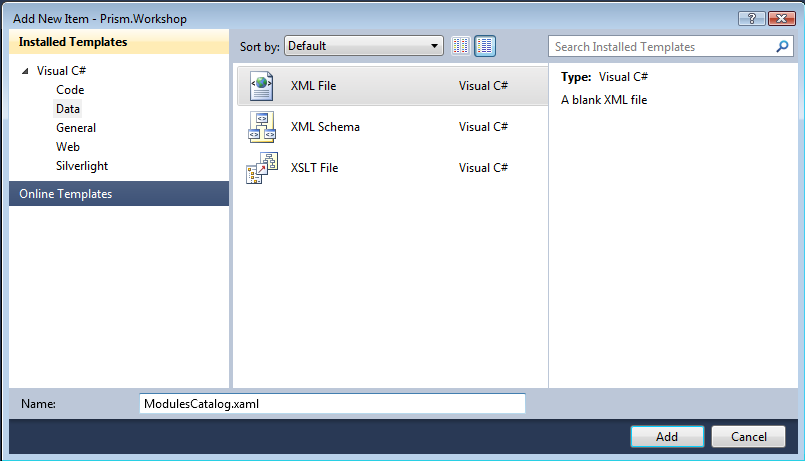 Add New Item - Prism.Workshop
Installed Templates
Visual C#
Code
Data
General
Web
Silverlight
Online Templates
Sort by: Default
XML File Visual C#
XML Schema Visual C#
XSLT File Visual C#
Search Installed Templates
Type: Visual C#
A blank XML file
Name: ModulesCatalog.xaml
Add Cancel